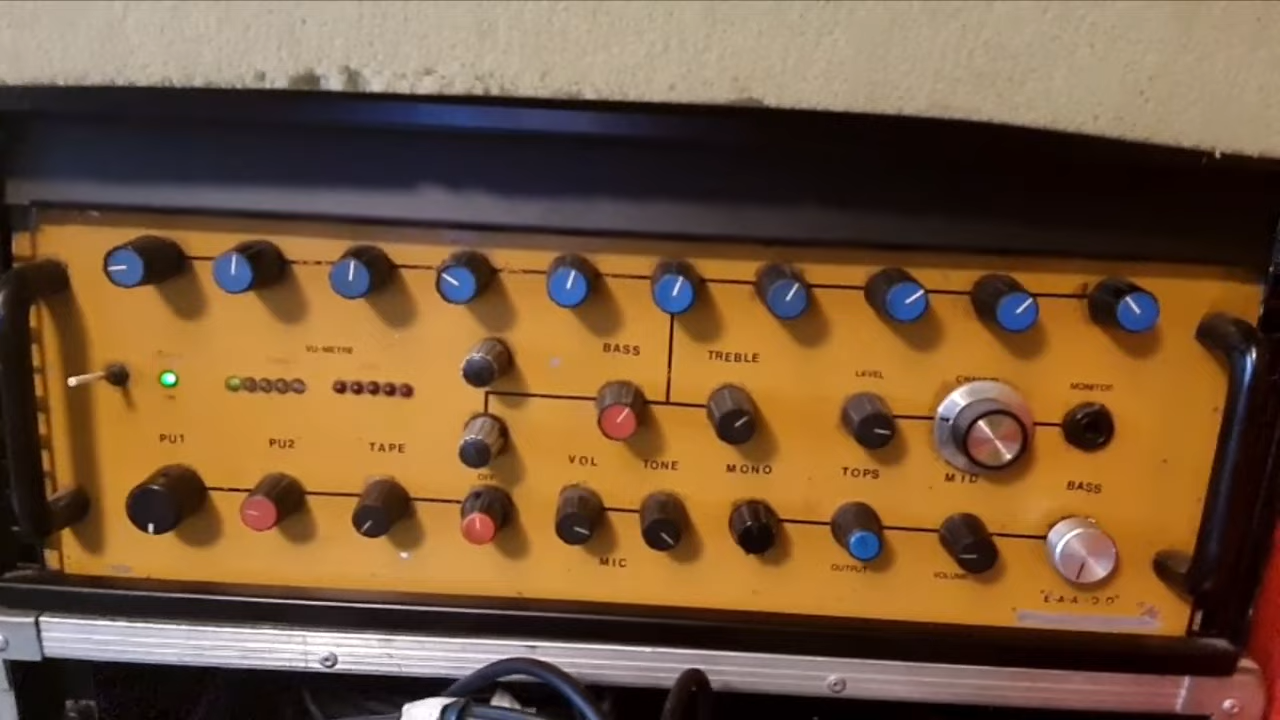 VU-METRE
BASS
TREBLE
LEVEL
MONITOR
PU1
PU2
TAPE
VOL
TONE
MONO
TOPS
MID
BASS
MIC
OUTPUT
VOLUME